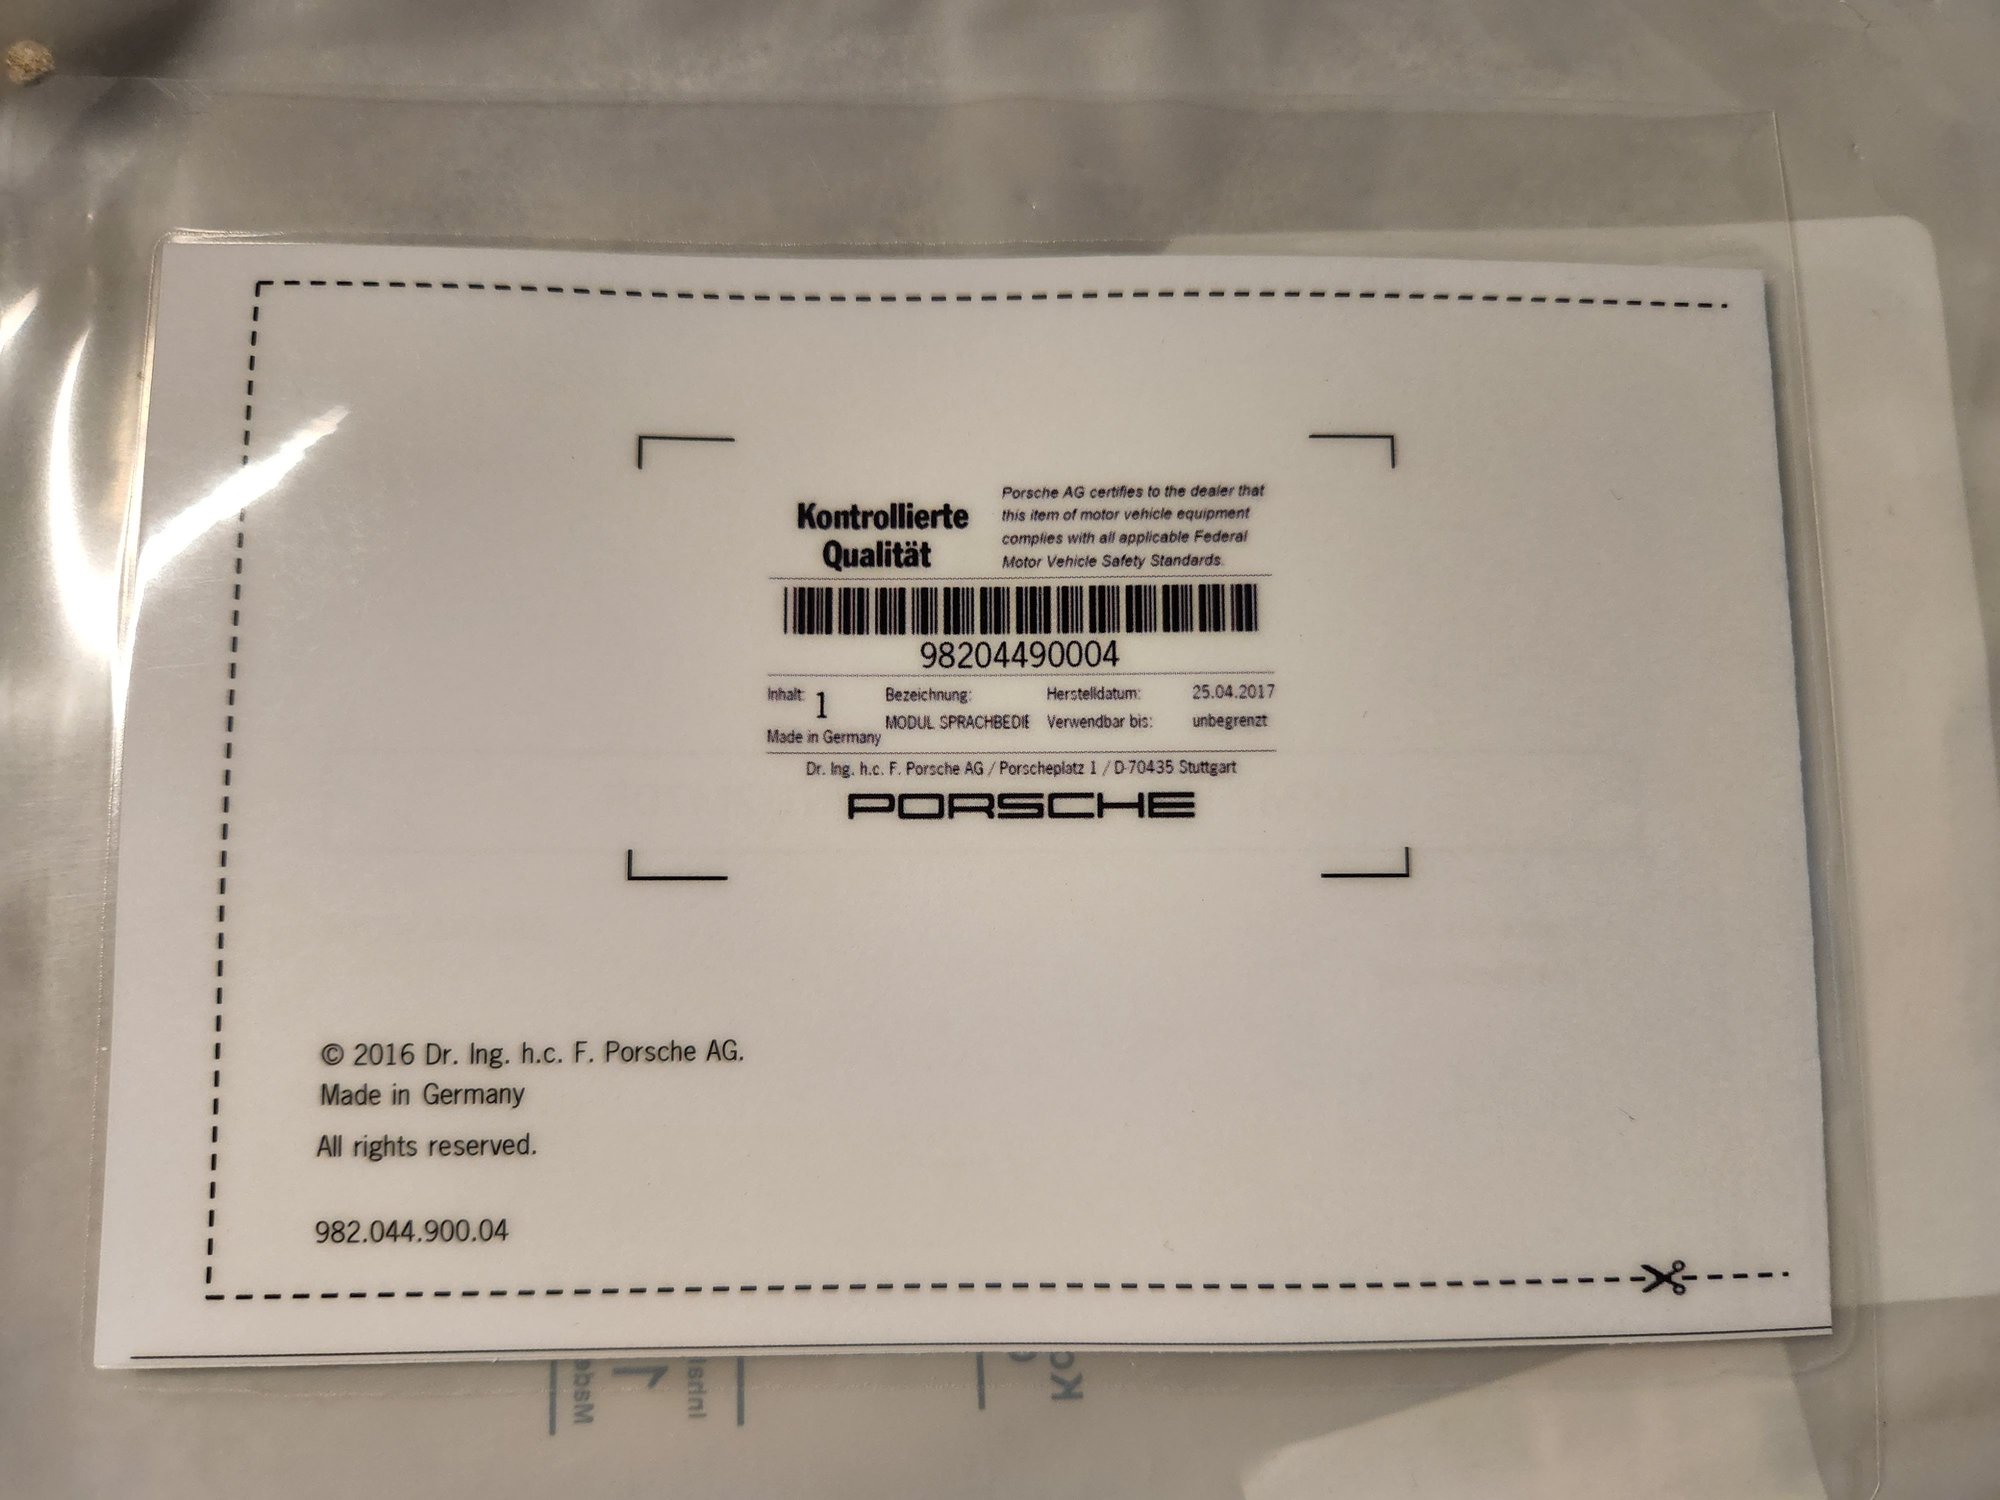 Kontrollierte
Qualität
Porsche AG certifies to the dealer that
this item of motor vehicle equipment
complies with all applicable Federal
Motor Vehicle Safety Standards.
98204490004
Inhalt: 1
Made in Germany
Bezeichnung:
MODUL SPRACHBEDIE
Herstelldatum: 25.04.2017
Verwendbar bis: unbegrenzt
Dr. Ing. h.c. F. Porsche AG / Porscheplatz 1 / D-70435 Stuttgart
PORSCHE
© 2016 Dr. Ing. h.c. F. Porsche AG.
Made in Germany
All rights reserved.
982.044.900.04